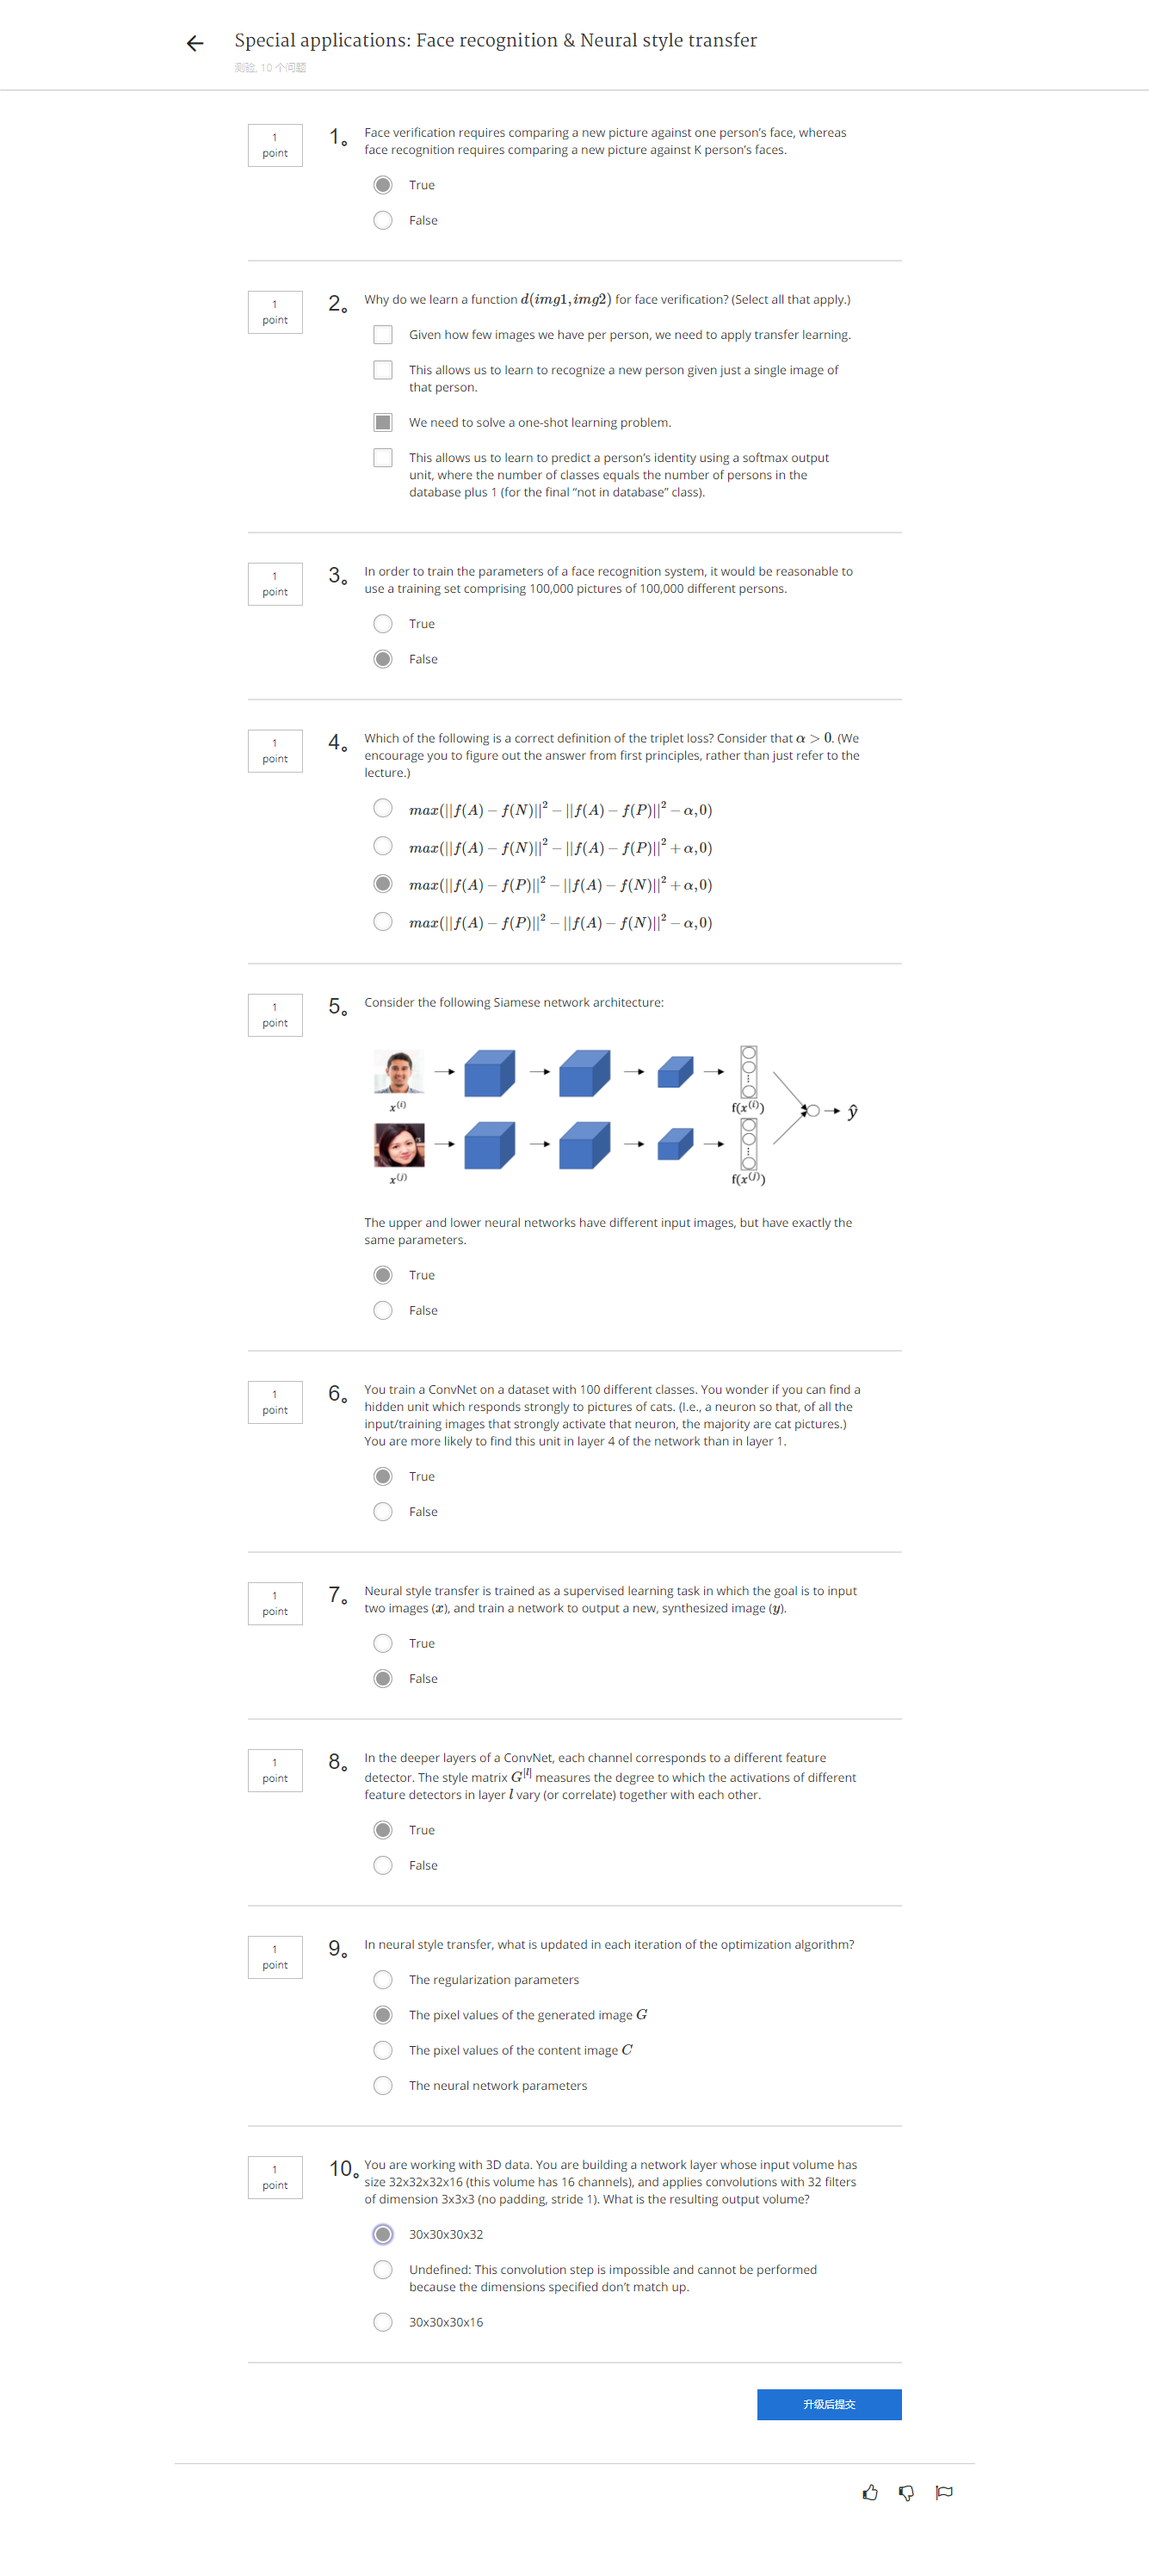 Special applications: Face recognition & Neural style transfer
测验, 10 个问题
1
point
1。
Face verification requires comparing a new picture against one person’s face, whereas
face recognition requires comparing a new picture against K person’s faces.
True
False
1
point
2。
Why do we learn a function d(img1, img2) for face verification? (Select all that apply.)
Given how few images we have per person, we need to apply transfer learning.
This allows us to learn to recognize a new person given just a single image of
that person.
We need to solve a one-shot learning problem.
This allows us to learn to predict a person’s identity using a softmax output
unit, where the number of classes equals the number of persons in the
database plus 1 (for the final “not in database” class).
1
point
3。
In order to train the parameters of a face recognition system, it would be reasonable to
use a training set comprising 100,000 pictures of 100,000 different persons.
True
False
1
point
4。
Which of the following is a correct definition of the triplet loss? Consider that α > 0. (We
encourage you to figure out the answer from first principles, rather than just refer to the
lecture.)
max(||f(A) − f(N)||² − ||f(A) − f(P)||² − α, 0)
max(||f(A) − f(N)||² − ||f(A) − f(P)||² + α, 0)
max(||f(A) − f(P)||² − ||f(A) − f(N)||² + α, 0)
max(||f(A) − f(P)||² − ||f(A) − f(N)||² − α, 0)
1
point
5。
Consider the following Siamese network architecture:
x⁽ⁱ⁾
f(x⁽ⁱ⁾)
ŷ
x⁽ʲ⁾
f(x⁽ʲ⁾)
The upper and lower neural networks have different input images, but have exactly the
same parameters.
True
False
1
point
6。
You train a ConvNet on a dataset with 100 different classes. You wonder if you can find a
hidden unit which responds strongly to pictures of cats. (I.e., a neuron so that, of all the
input/training images that strongly activate that neuron, the majority are cat pictures.)
You are more likely to find this unit in layer 4 of the network than in layer 1.
True
False
1
point
7。
Neural style transfer is trained as a supervised learning task in which the goal is to input
two images (x), and train a network to output a new, synthesized image (y).
True
False
1
point
8。
In the deeper layers of a ConvNet, each channel corresponds to a different feature
detector. The style matrix G^[l] measures the degree to which the activations of different
feature detectors in layer l vary (or correlate) together with each other.
True
False
1
point
9。
In neural style transfer, what is updated in each iteration of the optimization algorithm?
The regularization parameters
The pixel values of the generated image G
The pixel values of the content image C
The neural network parameters
1
point
10。
You are working with 3D data. You are building a network layer whose input volume has
size 32x32x32x16 (this volume has 16 channels), and applies convolutions with 32 filters
of dimension 3x3x3 (no padding, stride 1). What is the resulting output volume?
30x30x30x32
Undefined: This convolution step is impossible and cannot be performed
because the dimensions specified don’t match up.
30x30x30x16
升级后提交